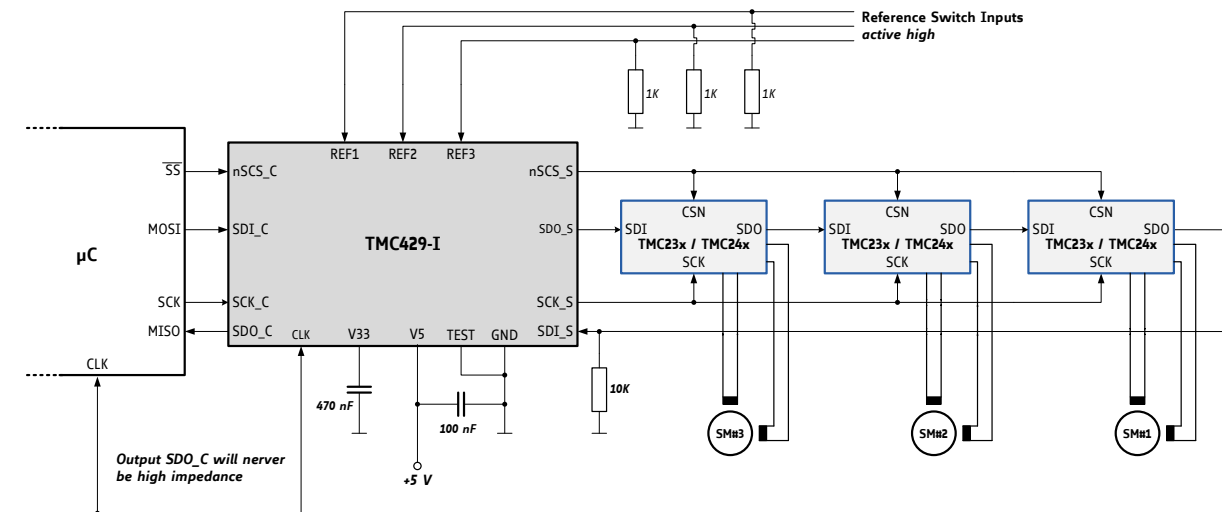 Reference Switch Inputs
active high
1K
1K
1K
REF1
REF2
REF3
SS
nSCS_C
nSCS_S
CSN
CSN
CSN
MOSI
SDI_C
SDO_S
SDI
SDO
SDI
SDO
SDI
SDO
TMC429-I
TMC23x / TMC24x
TMC23x / TMC24x
TMC23x / TMC24x
µC
SCK
SCK
SCK
SCK
SCK_C
SCK_S
MISO
SDO_C
CLK
V33
V5
TEST
GND
SDI_S
CLK
470 nF
100 nF
10K
SM#3
SM#2
SM#1
Output SDO_C will nerver
be high impedance
+5 V